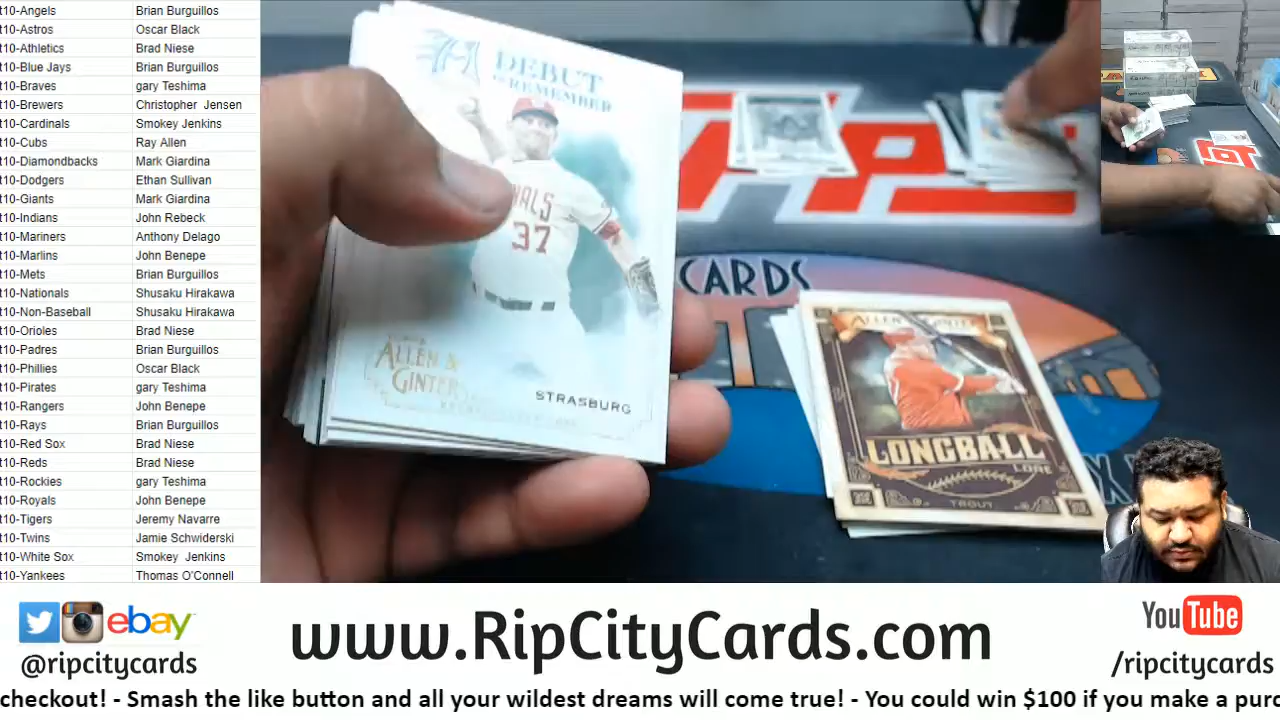 t10-Angels Brian Burguillos
t10-Astros Oscar Black
t10-Athletics Brad Niese
t10-Blue Jays Brian Burguillos
t10-Braves gary Teshima
t10-Brewers Christopher Jensen
t10-Cardinals Smokey Jenkins
t10-Cubs Ray Allen
t10-Diamondbacks Mark Giardina
t10-Dodgers Ethan Sullivan
t10-Giants Mark Giardina
t10-Indians John Rebeck
t10-Mariners Anthony Delago
t10-Marlins John Benepe
t10-Mets Brian Burguillos
t10-Nationals Shusaku Hirakawa
t10-Non-Baseball Shusaku Hirakawa
t10-Orioles Brad Niese
t10-Padres Brian Burguillos
t10-Phillies Oscar Black
t10-Pirates gary Teshima
t10-Rangers John Benepe
t10-Rays Brian Burguillos
t10-Red Sox Brad Niese
t10-Reds Brad Niese
t10-Rockies gary Teshima
t10-Royals John Benepe
t10-Tigers Jeremy Navarre
t10-Twins Jamie Schwiderski
t10-White Sox Smokey Jenkins
t10-Yankees Thomas O'Connell
DEBUT
to REMEMBER
NALS
37
ALLEN &
GINTER
STRASBURG
CARDS
ALLEN & GINTER
LONGBALL
LORE
TROUT
ebay
@ripcitycards
www.RipCityCards.com
YouTube
/ripcitycards
checkout! - Smash the like button and all your wildest dreams will come true! - You could win $100 if you make a purc